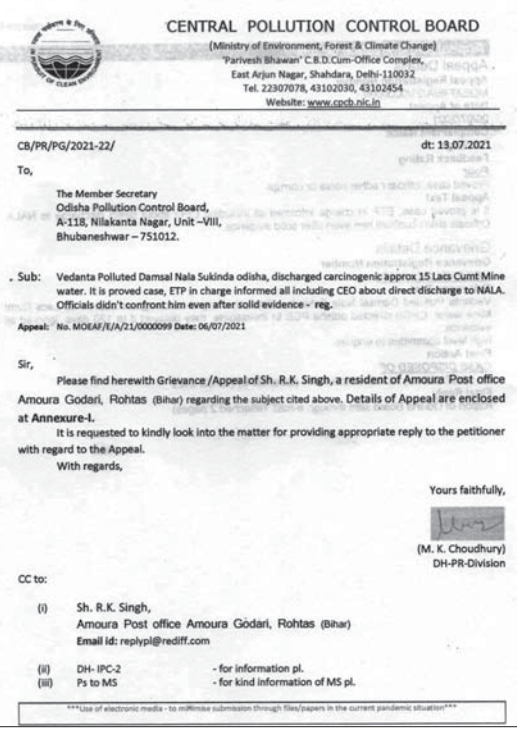 CENTRAL POLLUTION CONTROL BOARD
(Ministry of Environment, Forest & Climate Change)
'Parivesh Bhawan' C.B.D.Cum-Office Complex,
East Arjun Nagar, Shahdara, Delhi-110032
Tel. 22307078, 43102030, 43102454
Website: www.cpcb.nic.in
CB/PR/PG/2021-22/ dt: 13.07.2021
To,
The Member Secretary
Odisha Pollution Control Board,
A-118, Nilakanta Nagar, Unit –VIII,
Bhubaneshwar – 751012.
Sub: Vedanta Polluted Damsal Nala Sukinda odisha, discharged carcinogenic approx 15 Lacs Cumt Mine
water. It is proved case, ETP in charge informed all including CEO about direct discharge to NALA.
Officials didn't confront him even after solid evidence - reg.
Appeal: No. MOEAF/E/A/21/0000099 Date: 06/07/2021
Sir,
Please find herewith Grievance /Appeal of Sh. R.K. Singh, a resident of Amoura Post office
Amoura Godari, Rohtas (Bihar) regarding the subject cited above. Details of Appeal are enclosed
at Annexure-I.
It is requested to kindly look into the matter for providing appropriate reply to the petitioner
with regard to the Appeal.
With regards,
Yours faithfully,
(M. K. Choudhury)
DH-PR-Division
CC to:
(i) Sh. R.K. Singh,
Amoura Post office Amoura Godari, Rohtas (Bihar)
Email id: replypl@rediff.com
(ii) DH- IPC-2 - for information pl.
(iii) Ps to MS - for kind information of MS pl.
***Use of electronic media - to minimise submission through files/papers in the current pandemic situation***